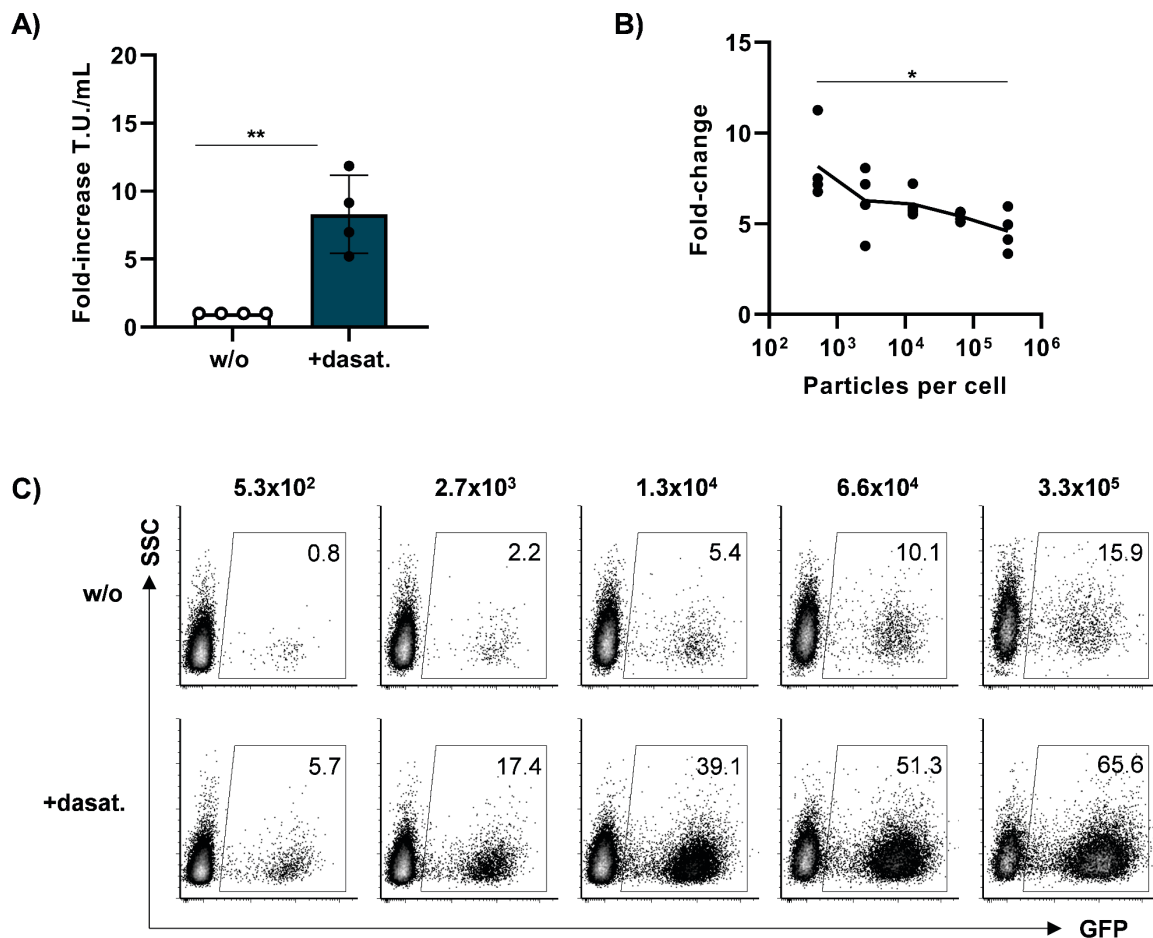 A)
Fold-increase T.U./mL
20
15
10
5
0
**
w/o
+dasat.
B)
Fold-change
15
10
5
0
*
10² 10³ 10⁴ 10⁵ 10⁶
Particles per cell
C)
5.3x10² 2.7x10³ 1.3x10⁴ 6.6x10⁴ 3.3x10⁵
SSC
w/o
0.8 2.2 5.4 10.1 15.9
+dasat.
5.7 17.4 39.1 51.3 65.6
GFP